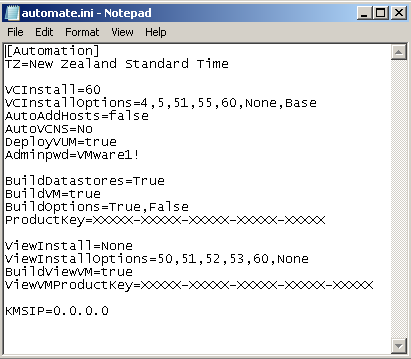 automate.ini - Notepad
File Edit Format View Help
[Automation]
TZ=New Zealand Standard Time
VCInstall=60
VCInstallOptions=4,5,51,55,60,None,Base
AutoAddHosts=false
AutoVCNS=No
DeployVUM=true
Adminpwd=VMware1!
BuildDatastores=True
BuildVM=true
BuildOptions=True,False
ProductKey=XXXXX-XXXXX-XXXXX-XXXXX-XXXXX
ViewInstall=None
ViewInstallOptions=50,51,52,53,60,None
BuildViewVM=true
ViewVMProductKey=XXXXX-XXXXX-XXXXX-XXXXX-XXXXX
KMSIP=0.0.0.0